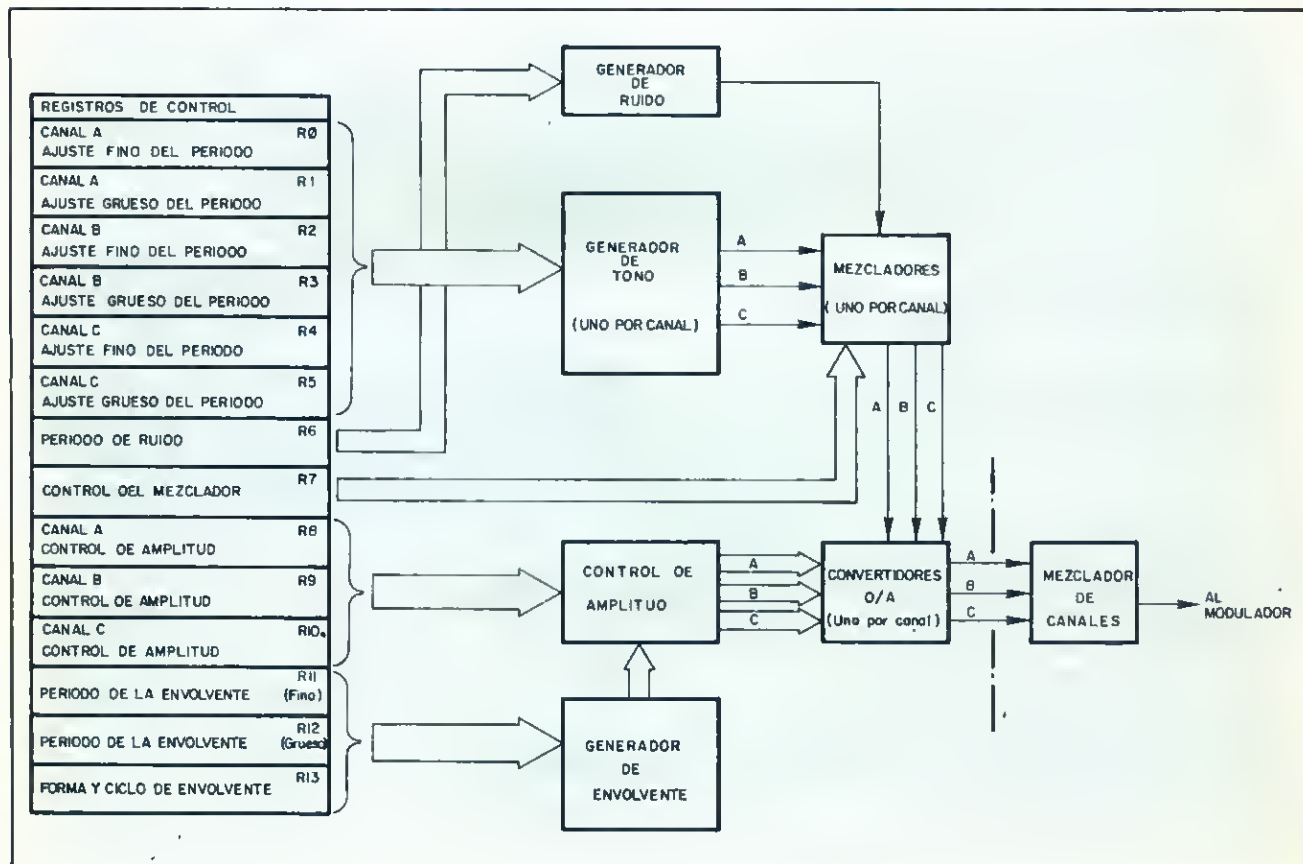 REGISTROS DE CONTROL
CANAL A R0
AJUSTE FINO DEL PERIODO
CANAL A R1
AJUSTE GRUESO DEL PERIODO
CANAL B R2
AJUSTE FINO DEL PERIODO
CANAL B R3
AJUSTE GRUESO DEL PERIODO
CANAL C R4
AJUSTE FINO DEL PERIODO
CANAL C R5
AJUSTE GRUESO DEL PERIODO
PERIODO DE RUIDO R6
CONTROL DEL MEZCLADOR R7
CANAL A R8
CONTROL DE AMPLITUD
CANAL B R9
CONTROL DE AMPLITUD
CANAL C R10
CONTROL DE AMPLITUD
R11
PERIODO DE LA ENVOLVENTE (Fino)
R12
PERIODO DE LA ENVOLVENTE (Grueso)
FORMA Y CICLO DE ENVOLVENTE R13
GENERADOR
DE
RUIDO
GENERADOR
DE
TONO
(UNO POR CANAL)
A
B
C
MEZCLADORES
(UNO POR CANAL)
A B C
CONTROL DE
AMPLITUD
A
B
C
CONVERTIDORES
D/A
(Uno por canal)
A
B
C
MEZCLADOR
DE
CANALES
AL
MODULADOR
GENERADOR
DE
ENVOLVENTE